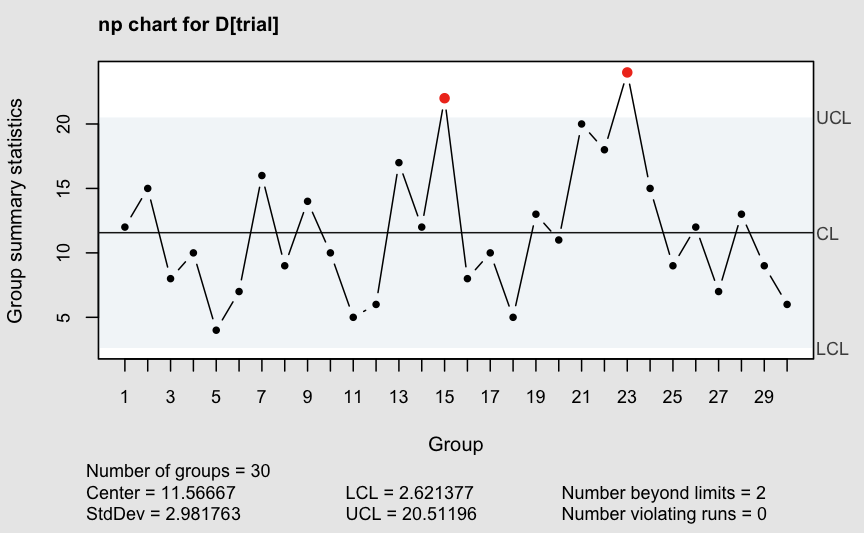 np chart for D[trial]
Group summary statistics
20
15
10
5
UCL
CL
LCL
1 3 5 7 9 11 13 15 17 19 21 23 25 27 29
Group
Number of groups = 30
Center = 11.56667 LCL = 2.621377 Number beyond limits = 2
StdDev = 2.981763 UCL = 20.51196 Number violating runs = 0